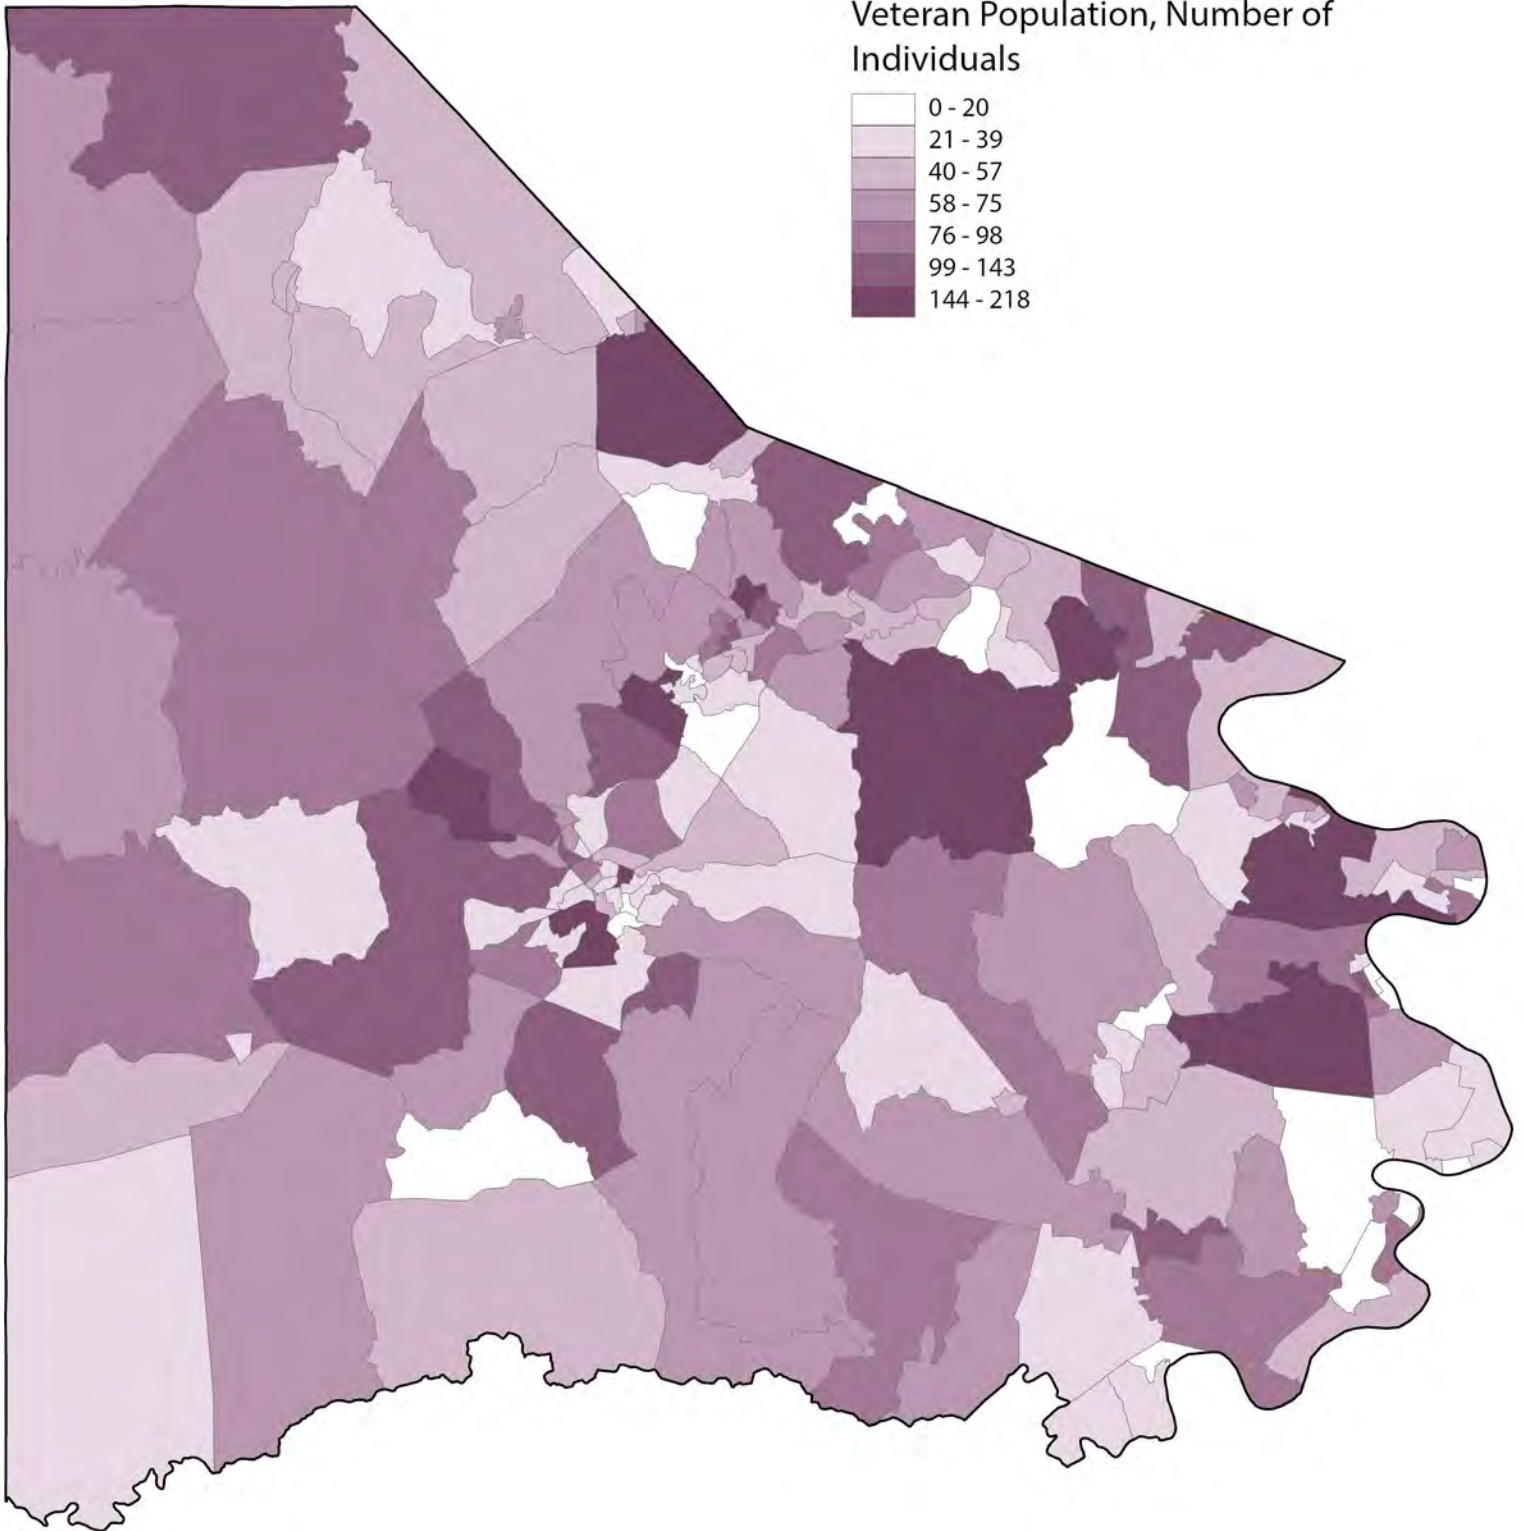 Veteran Population, Number of
Individuals
0 - 20
21 - 39
40 - 57
58 - 75
76 - 98
99 - 143
144 - 218